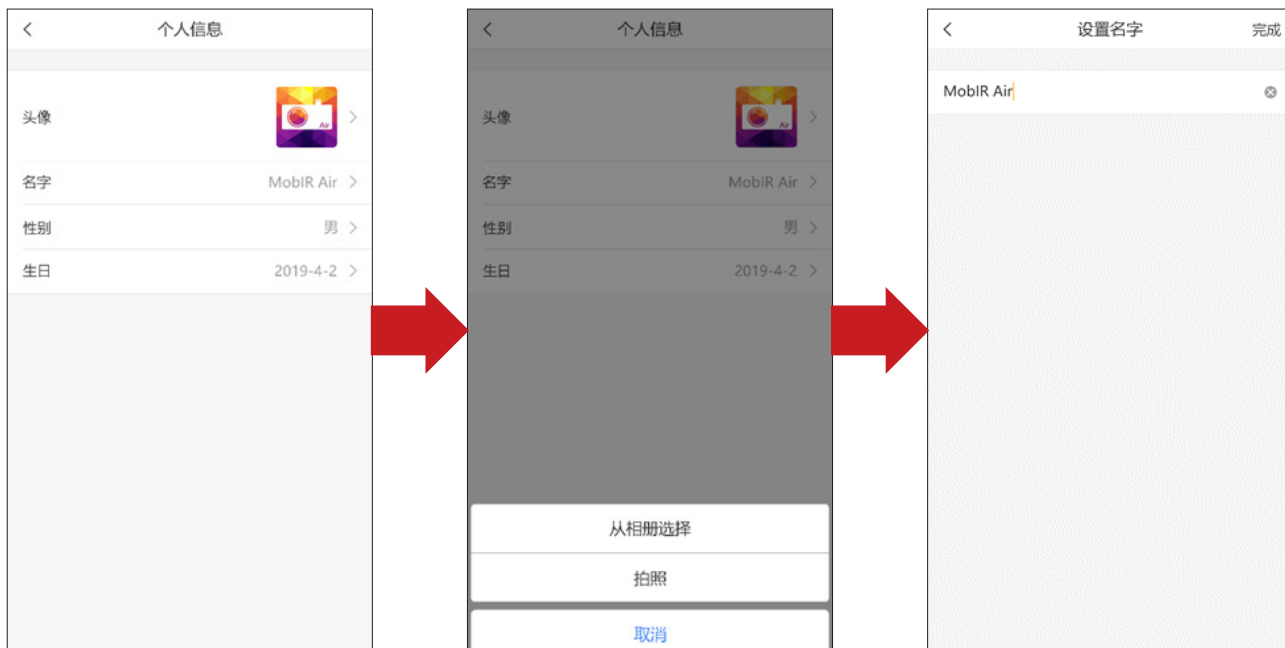 个人信息
头像
Air
名字 MobIR Air
性别 男
生日 2019-4-2
个人信息
头像
Air
名字 MobIR Air
性别 男
生日 2019-4-2
从相册选择
拍照
取消
设置名字 完成
MobIR Air